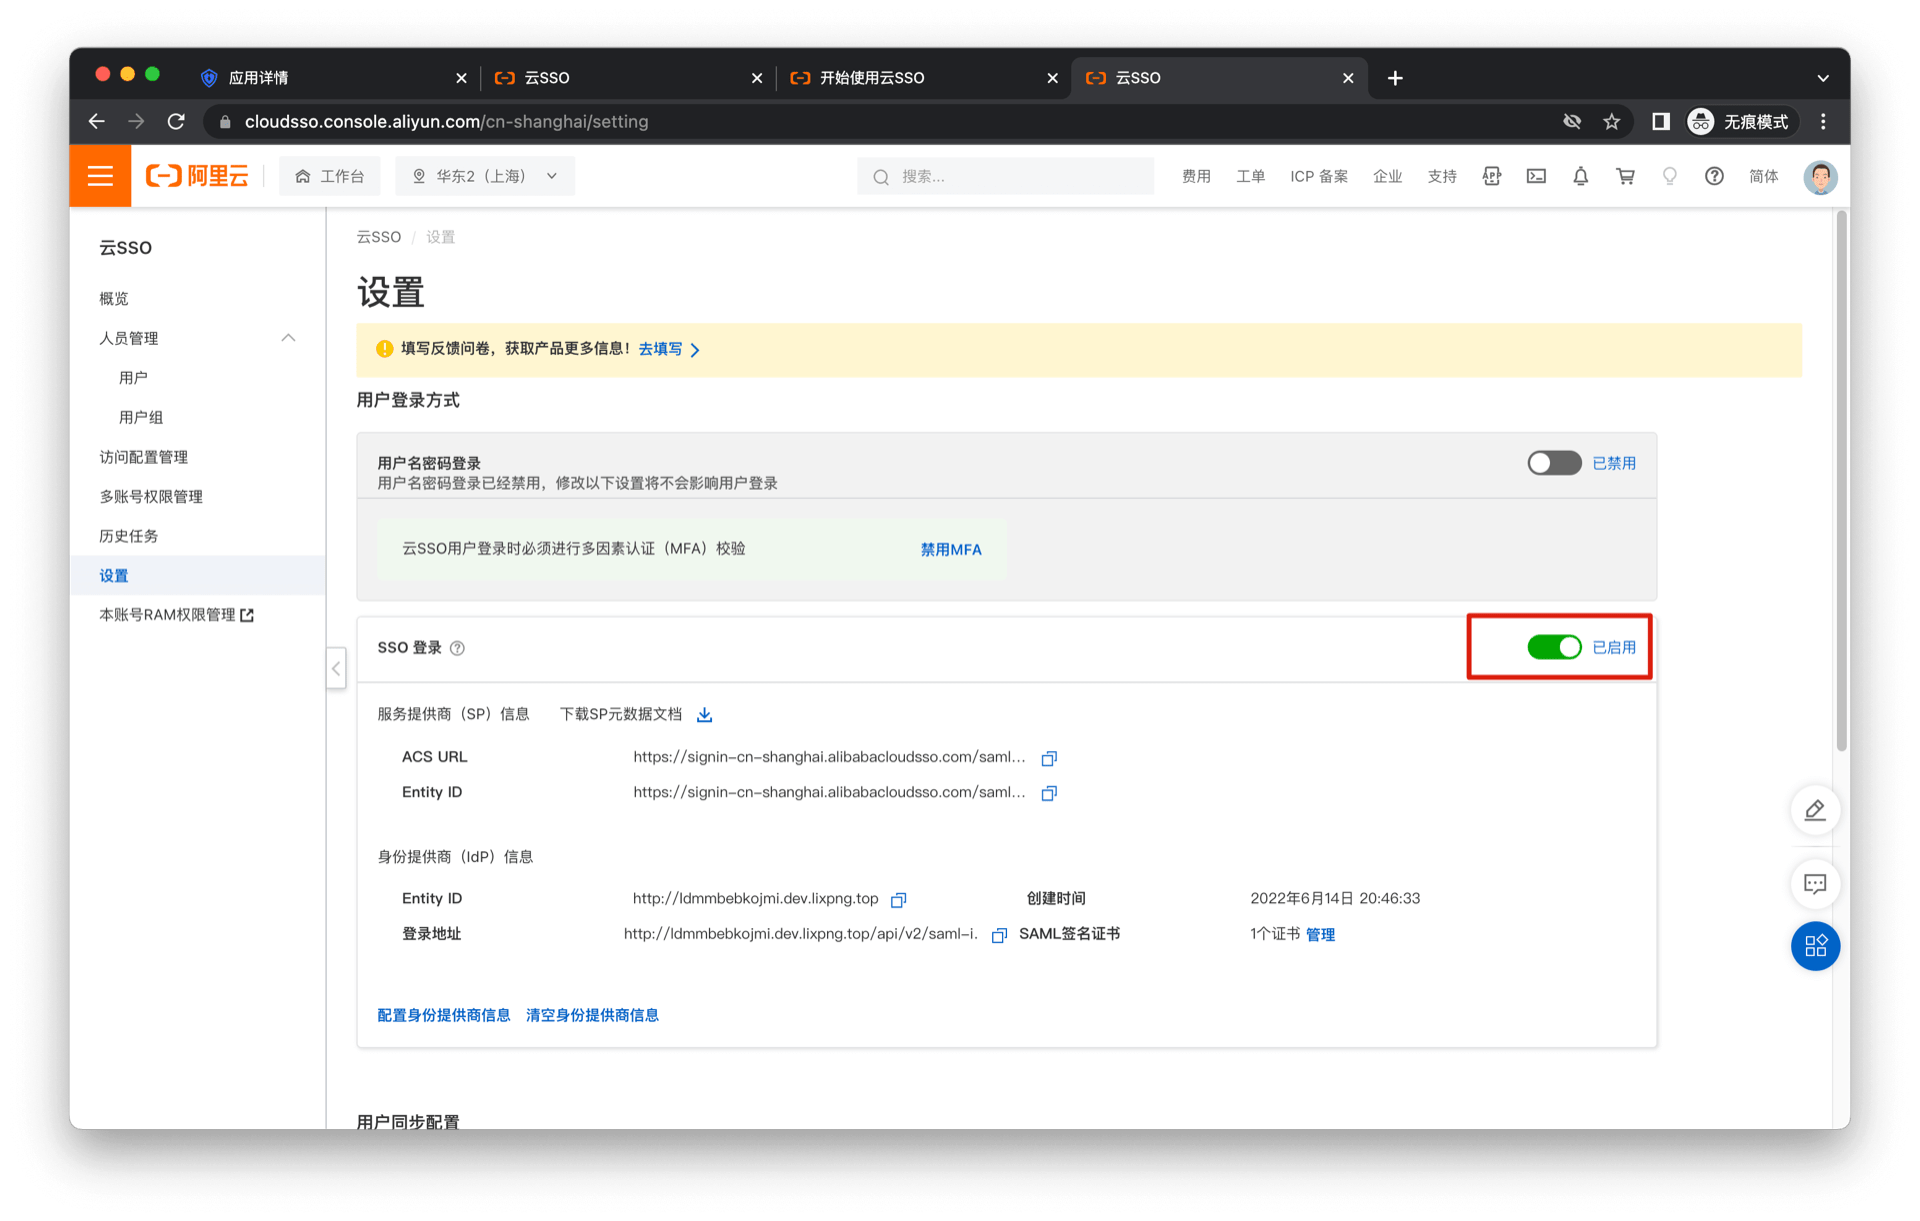 应用详情
云SSO
开始使用云SSO
云SSO
cloudsso.console.aliyun.com/cn-shanghai/setting
无痕模式
阿里云
工作台
华东2（上海）
搜索...
费用
工单
ICP 备案
企业
支持
简体
云SSO
概览
人员管理
用户
用户组
访问配置管理
多账号权限管理
历史任务
设置
本账号RAM权限管理
云SSO / 设置
设置
填写反馈问卷，获取产品更多信息！ 去填写
用户登录方式
用户名密码登录
已禁用
用户名密码登录已经禁用，修改以下设置将不会影响用户登录
云SSO用户登录时必须进行多因素认证（MFA）校验
禁用MFA
SSO 登录
已启用
服务提供商（SP）信息 下载SP元数据文档
ACS URL https://signin-cn-shanghai.alibabacloudsso.com/saml...
Entity ID https://signin-cn-shanghai.alibabacloudsso.com/saml...
身份提供商（IdP）信息
Entity ID http://ldmmbebkojmi.dev.lixpng.top 创建时间 2022年6月14日 20:46:33
登录地址 http://ldmmbebkojmi.dev.lixpng.top/api/v2/saml-i. SAML签名证书 1个证书 管理
配置身份提供商信息 清空身份提供商信息
用户同步配置